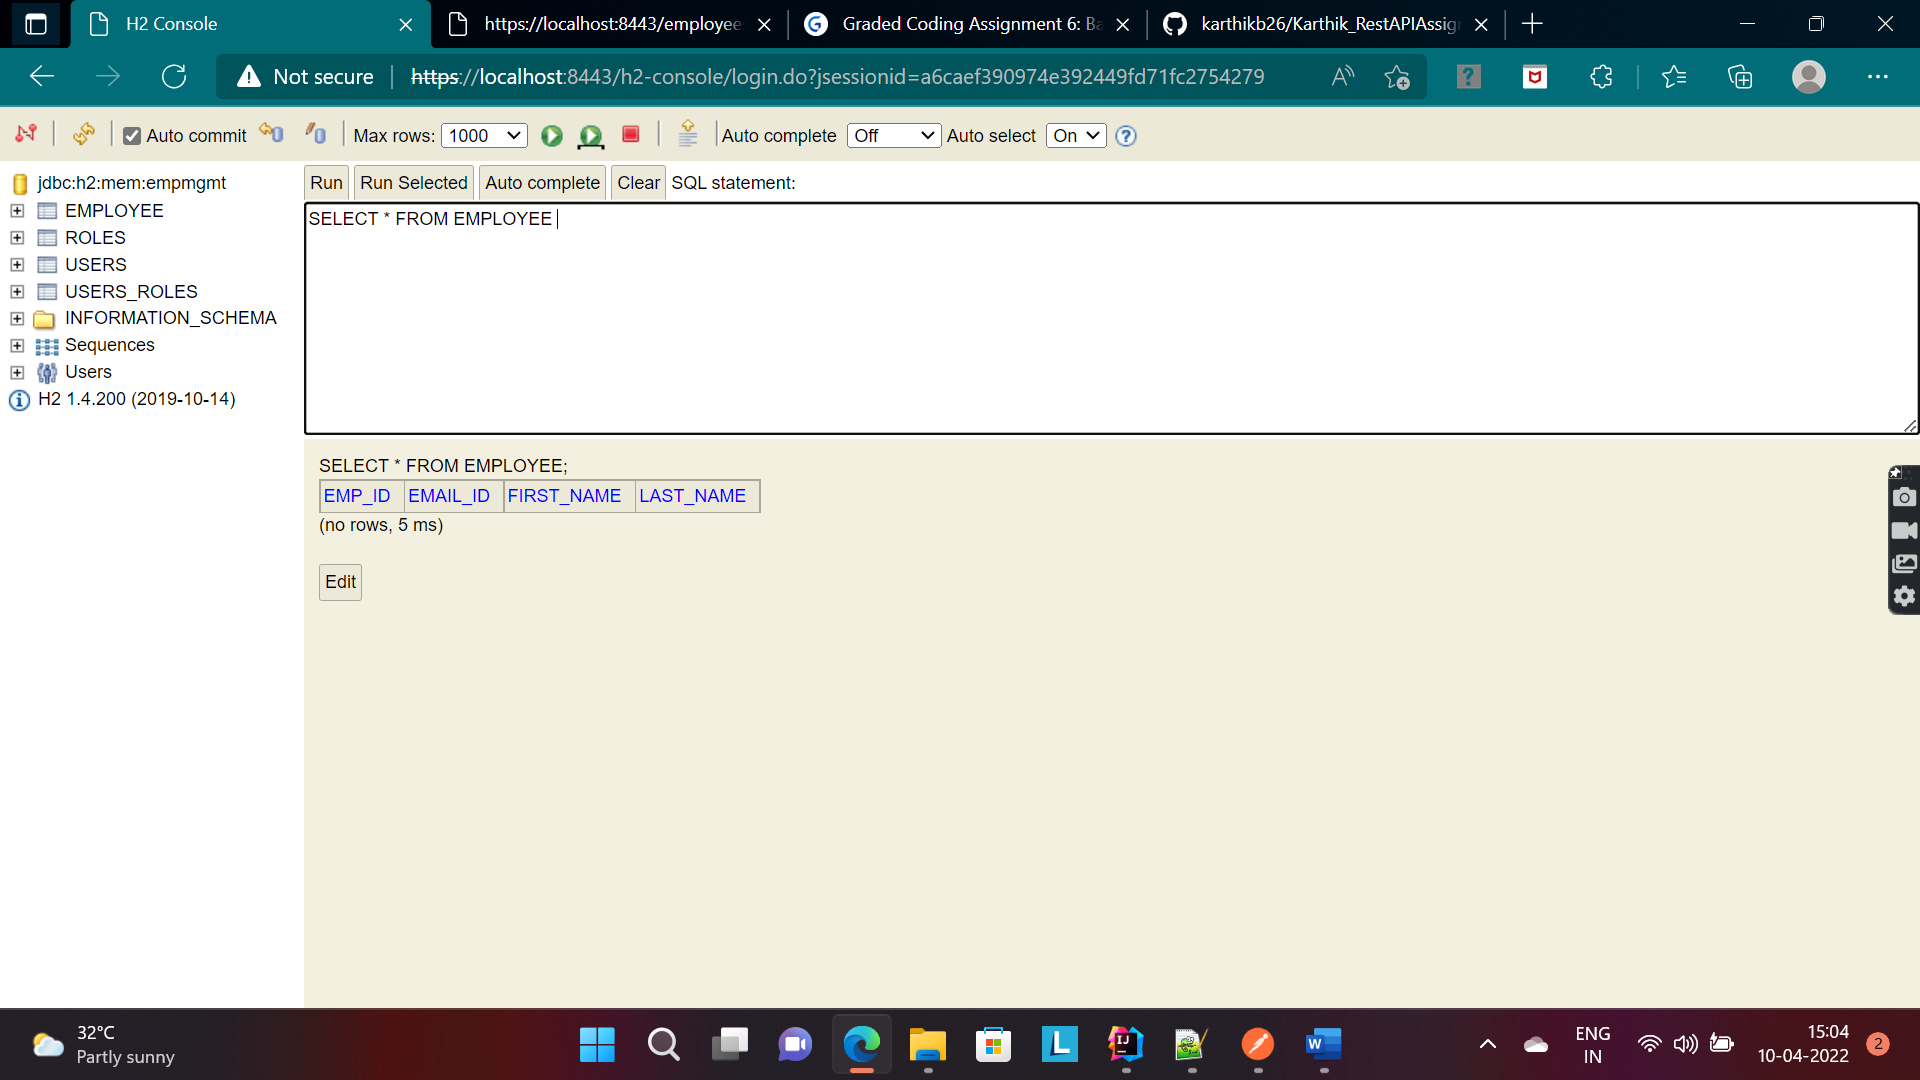 H2 Console
https://localhost:8443/employee
Graded Coding Assignment 6: Ba
karthikb26/Karthik_RestAPIAssig
Not secure
https://localhost:8443/h2-console/login.do?jsessionid=a6caef390974e392449fd71fc2754279
Auto commit
Max rows: 1000
Auto complete Off
Auto select On
jdbc:h2:mem:empmgmt
EMPLOYEE
ROLES
USERS
USERS_ROLES
INFORMATION_SCHEMA
Sequences
Users
H2 1.4.200 (2019-10-14)
Run Run Selected Auto complete Clear SQL statement:
SELECT * FROM EMPLOYEE
SELECT * FROM EMPLOYEE;
EMP_ID EMAIL_ID FIRST_NAME LAST_NAME
(no rows, 5 ms)
Edit
32°C
Partly sunny
L
IJ
W
ENG
IN
15:04
10-04-2022
2